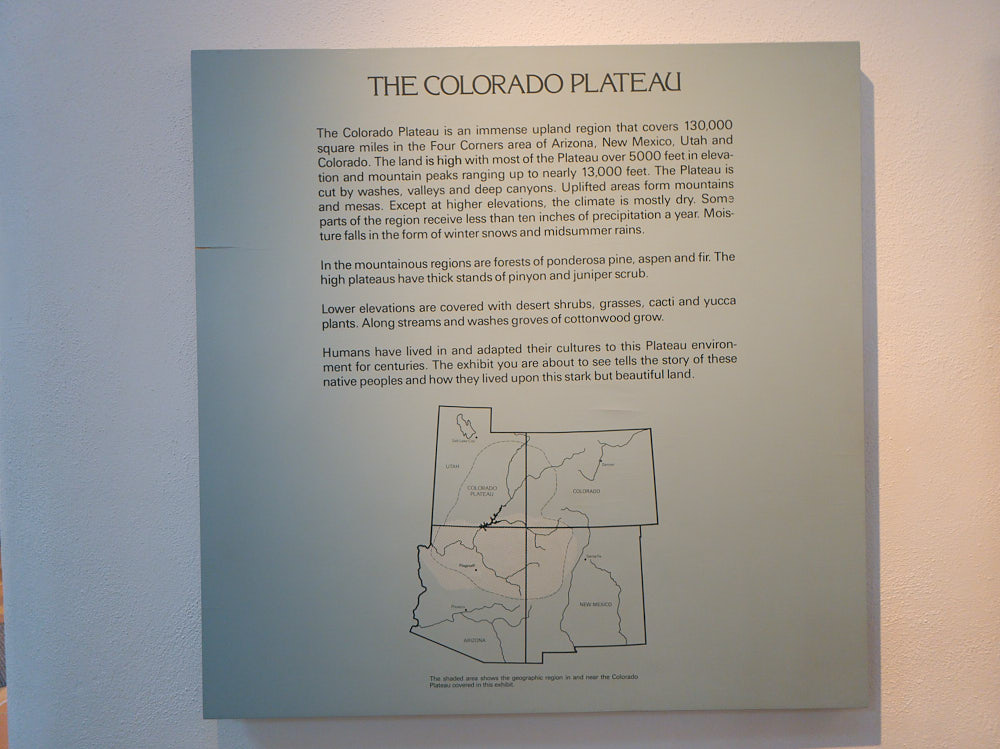 THE COLORADO PLATEAU
The Colorado Plateau is an immense upland region that covers 130,000
square miles in the Four Corners area of Arizona, New Mexico, Utah and
Colorado. The land is high with most of the Plateau over 5000 feet in eleva-
tion and mountain peaks ranging up to nearly 13,000 feet. The Plateau is
cut by washes, valleys and deep canyons. Uplifted areas form mountains
and mesas. Except at higher elevations, the climate is mostly dry. Some
parts of the region receive less than ten inches of precipitation a year. Mois-
ture falls in the form of winter snows and midsummer rains.
In the mountainous regions are forests of ponderosa pine, aspen and fir. The
high plateaus have thick stands of pinyon and juniper scrub.
Lower elevations are covered with desert shrubs, grasses, cacti and yucca
plants. Along streams and washes groves of cottonwood grow.
Humans have lived in and adapted their cultures to this Plateau environ-
ment for centuries. The exhibit you are about to see tells the story of these
native peoples and how they lived upon this stark but beautiful land.
Salt Lake City
UTAH
Denver
COLORADO
PLATEAU
COLORADO
Santa Fe
Flagstaff
Phoenix
NEW MEXICO
ARIZONA
The shaded area shows the geographic region in and near the Colorado
Plateau covered in this exhibit.